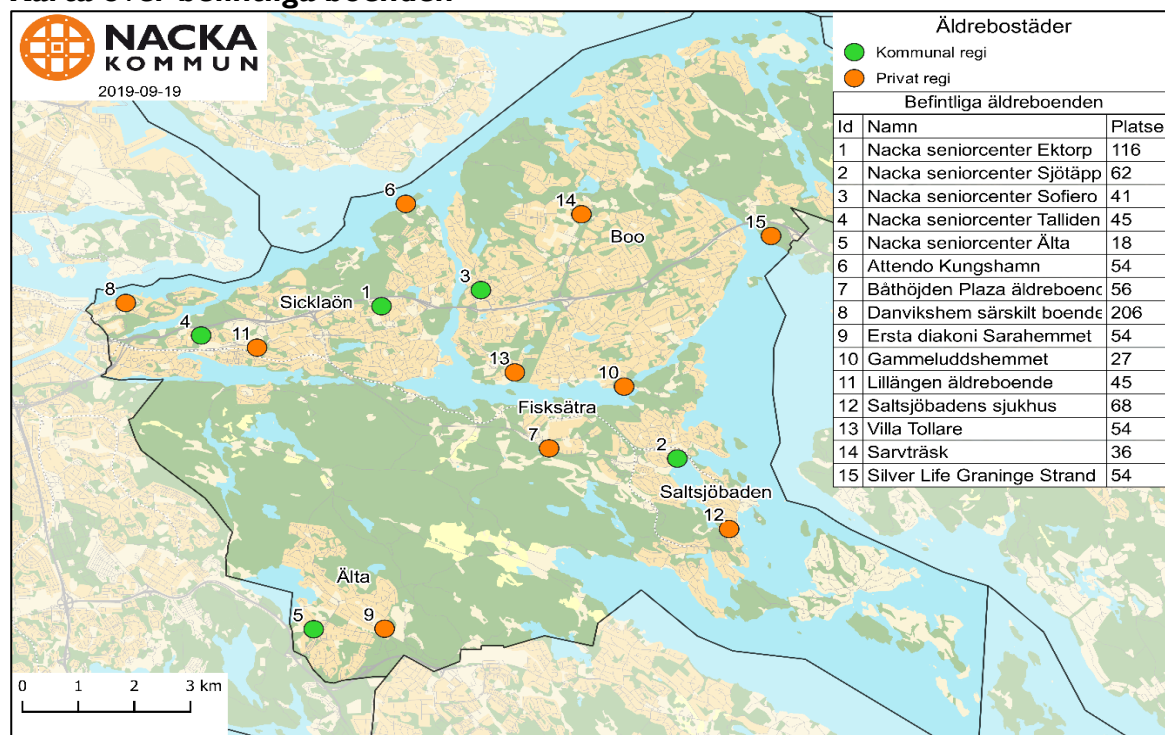 Karta över befintliga boenden
NACKA
KOMMUN
2019-09-19
Äldrebostäder
Kommunal regi
Privat regi
Befintliga äldreboenden
Id Namn Platse
1 Nacka seniorcenter Ektorp 116
2 Nacka seniorcenter Sjötäpp 62
3 Nacka seniorcenter Sofiero 41
4 Nacka seniorcenter Talliden 45
5 Nacka seniorcenter Älta 18
6 Attendo Kungshamn 54
7 Båthöjden Plaza äldreboenc 56
8 Danvikshem särskilt boende 206
9 Ersta diakoni Sarahemmet 54
10 Gammeluddshemmet 27
11 Lillängen äldreboende 45
12 Saltsjöbadens sjukhus 68
13 Villa Tollare 54
14 Sarvträsk 36
15 Silver Life Graninge Strand 54
6
14
15
Boo
8
3
Sicklaön
1
4
11
13
10
Fisksätra
7
2
Saltsjöbaden
12
Älta
5
9
0 1 2 3 km